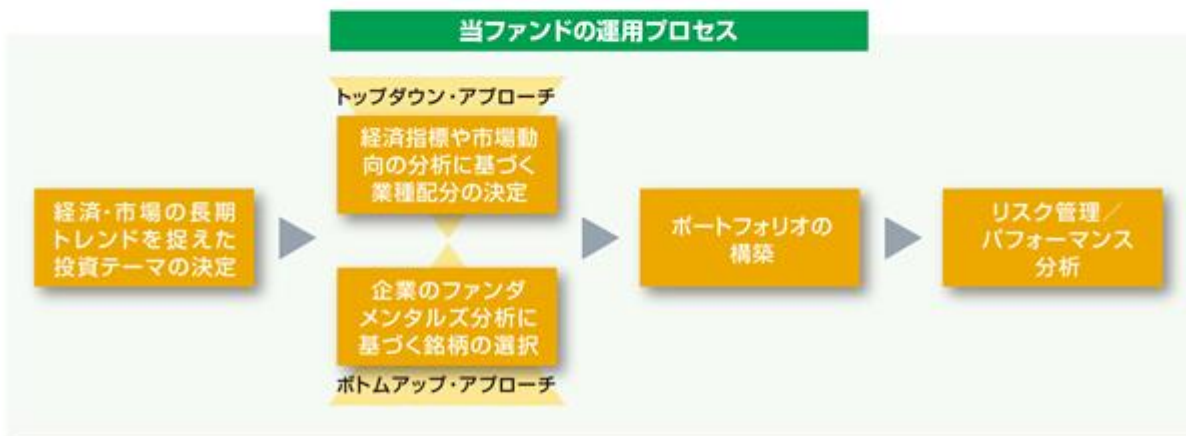 当ファンドの運用プロセス
経済・市場の長期
トレンドを捉えた
投資テーマの決定
トップダウン・アプローチ
経済指標や市場動
向の分析に基づく
業種配分の決定
企業のファンダ
メンタルズ分析に
基づく銘柄の選択
ボトムアップ・アプローチ
ポートフォリオの
構築
リスク管理／
パフォーマンス
分析